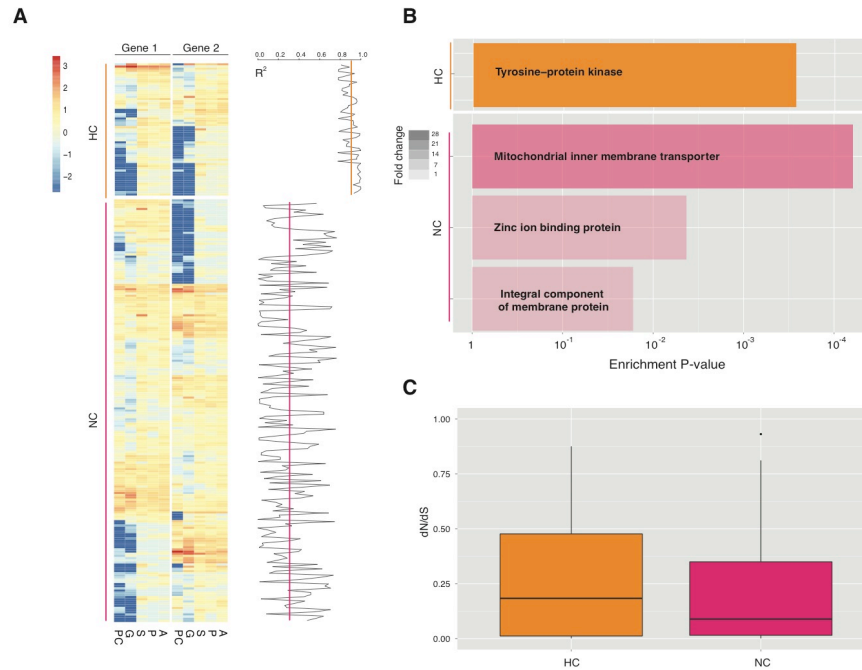 A
Gene 1 Gene 2
3
2
1
0
−1
−2
0.0 0.2 0.4 0.6 0.8 1.0
R²
HC
NC
PC G S P A PC G S P A
B
HC
NC
Tyrosine–protein kinase
Mitochondrial inner membrane transporter
Zinc ion binding protein
Integral component
of membrane protein
Fold change
28
21
14
7
1
1 10⁻¹ 10⁻² 10⁻³ 10⁻⁴
Enrichment P-value
C
1.00
0.75
0.50
0.25
0.00
dN/dS
HC NC